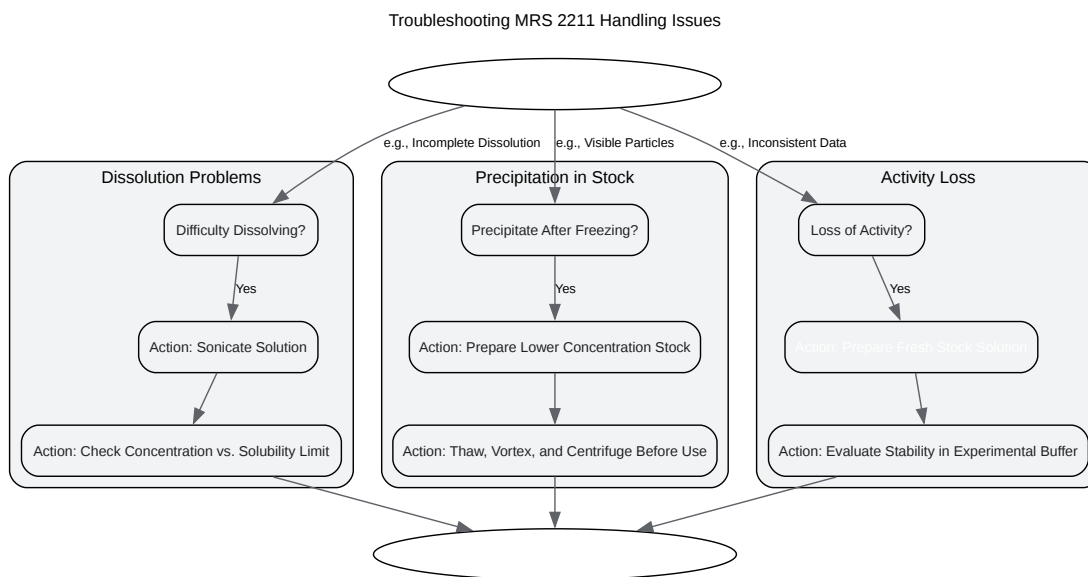 Troubleshooting MRS 2211 Handling Issues
e.g., Incomplete Dissolution
e.g., Visible Particles
e.g., Inconsistent Data
Dissolution Problems
Precipitation in Stock
Activity Loss
Difficulty Dissolving?
Precipitate After Freezing?
Loss of Activity?
Yes
Yes
Yes
Action: Sonicate Solution
Action: Prepare Lower Concentration Stock
Action: Prepare Fresh Stock Solution
Action: Check Concentration vs. Solubility Limit
Action: Thaw, Vortex, and Centrifuge Before Use
Action: Evaluate Stability in Experimental Buffer